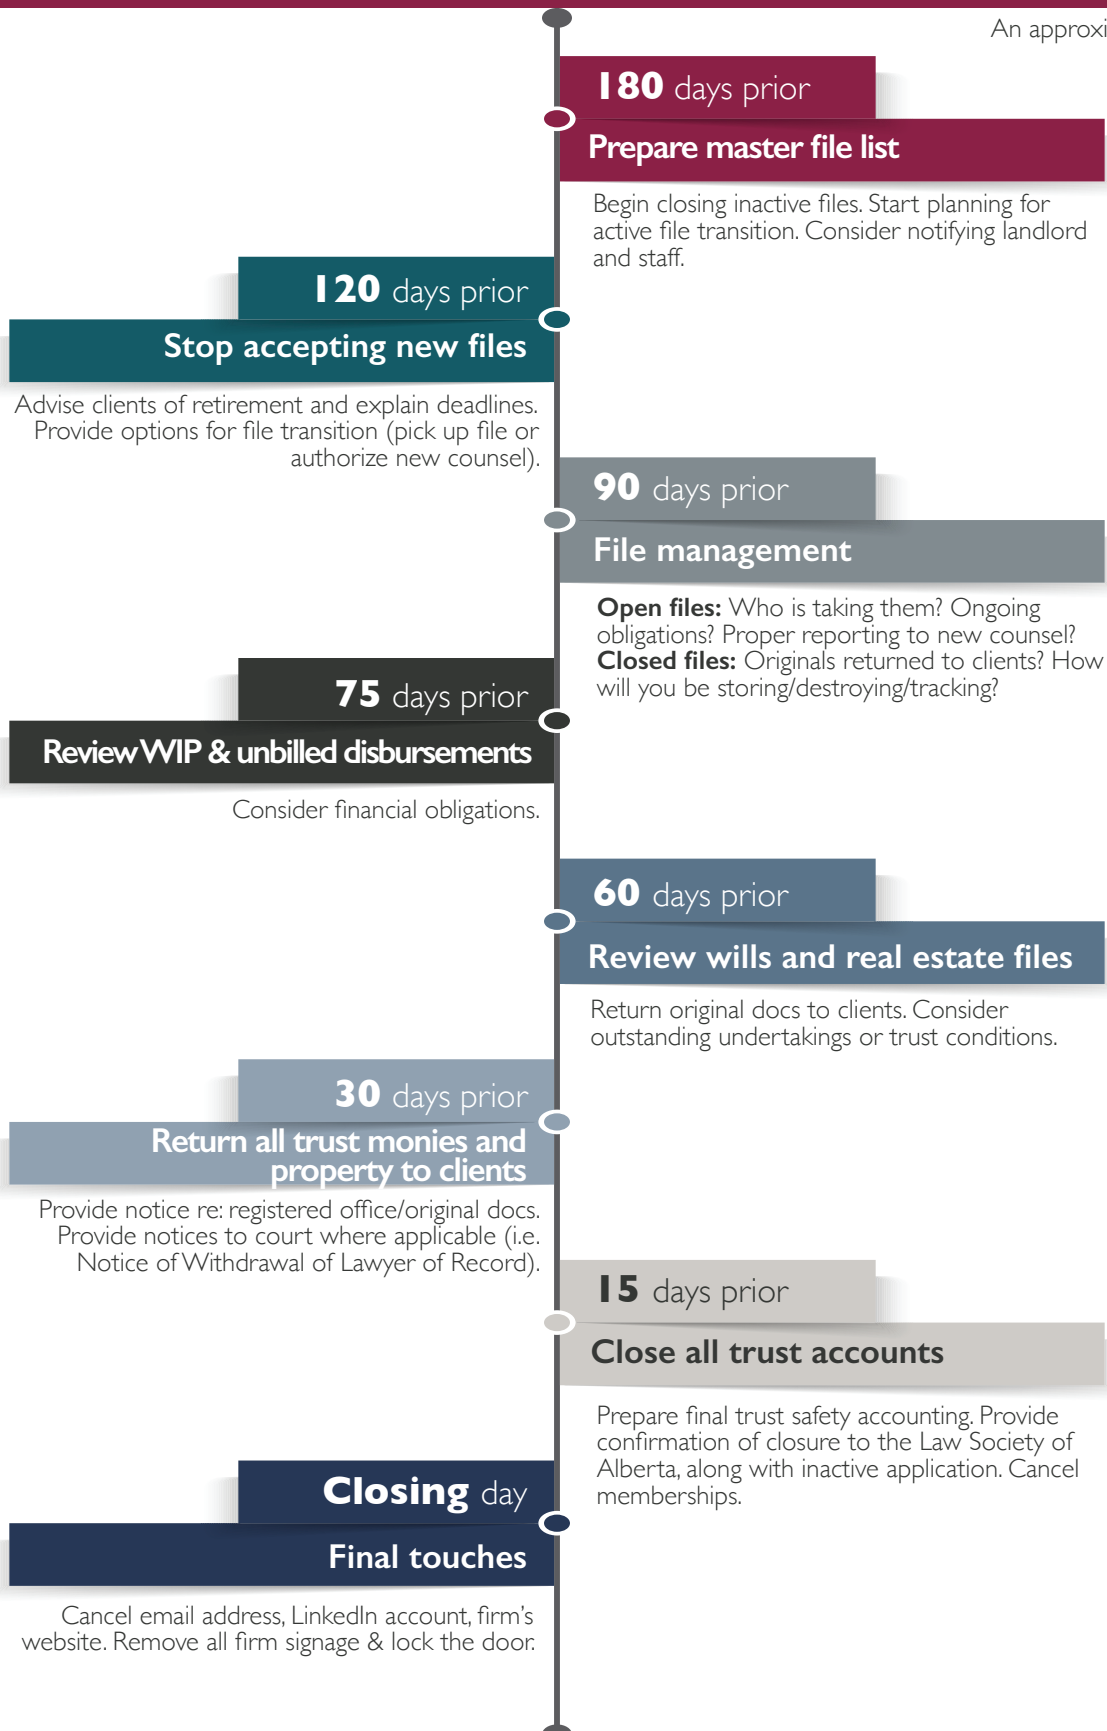 An approxi
180 days prior
Prepare master file list
Begin closing inactive files. Start planning for
active file transition. Consider notifying landlord
and staff.
120 days prior
Stop accepting new files
Advise clients of retirement and explain deadlines.
Provide options for file transition (pick up file or
authorize new counsel).
90 days prior
File management
Open files: Who is taking them? Ongoing
obligations? Proper reporting to new counsel?
Closed files: Originals returned to clients? How
will you be storing/destroying/tracking?
75 days prior
Review WIP & unbilled disbursements
Consider financial obligations.
60 days prior
Review wills and real estate files
Return original docs to clients. Consider
outstanding undertakings or trust conditions.
30 days prior
Return all trust monies and
property to clients
Provide notice re: registered office/original docs.
Provide notices to court where applicable (i.e.
Notice of Withdrawal of Lawyer of Record).
15 days prior
Close all trust accounts
Prepare final trust safety accounting. Provide
confirmation of closure to the Law Society of
Alberta, along with inactive application. Cancel
memberships.
Closing day
Final touches
Cancel email address, LinkedIn account, firm's
website. Remove all firm signage & lock the door.